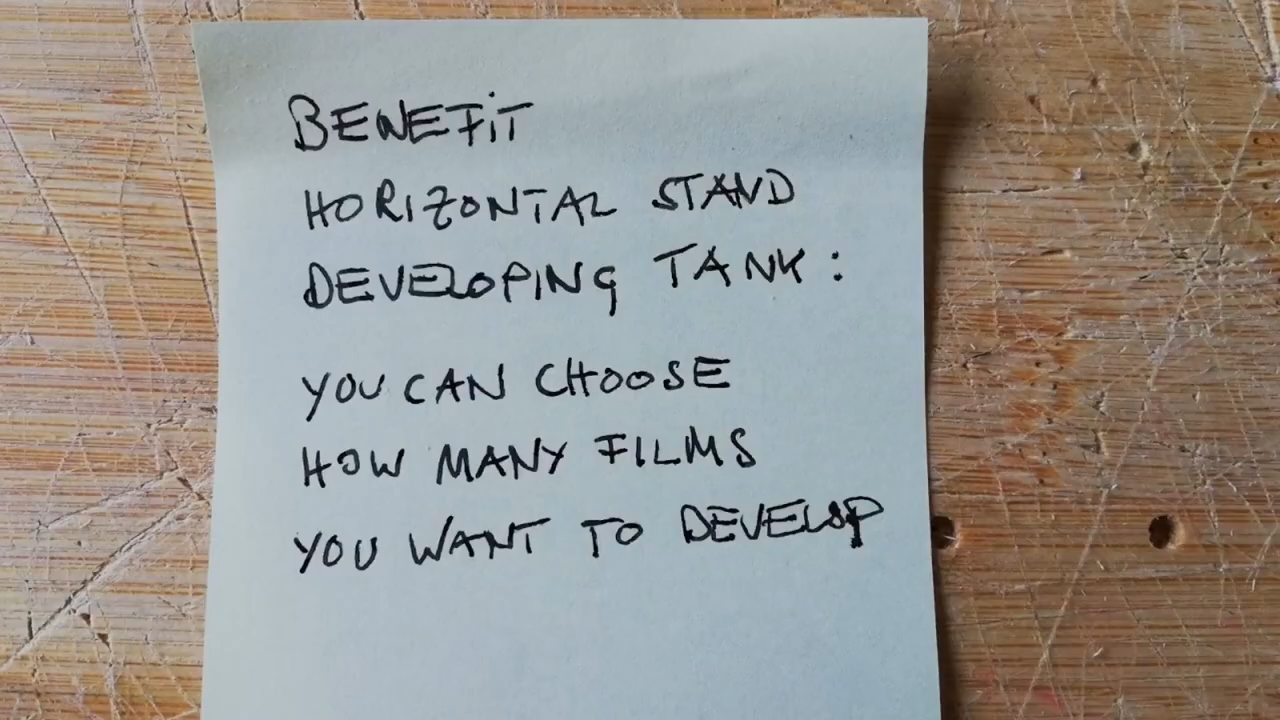 BENEFiT
HORIZONTAL STAND
DEVELOPING TANK:
YOU CAN CHOOSE
HOW MANY FILMS
YOU WANT TO DEVELOP